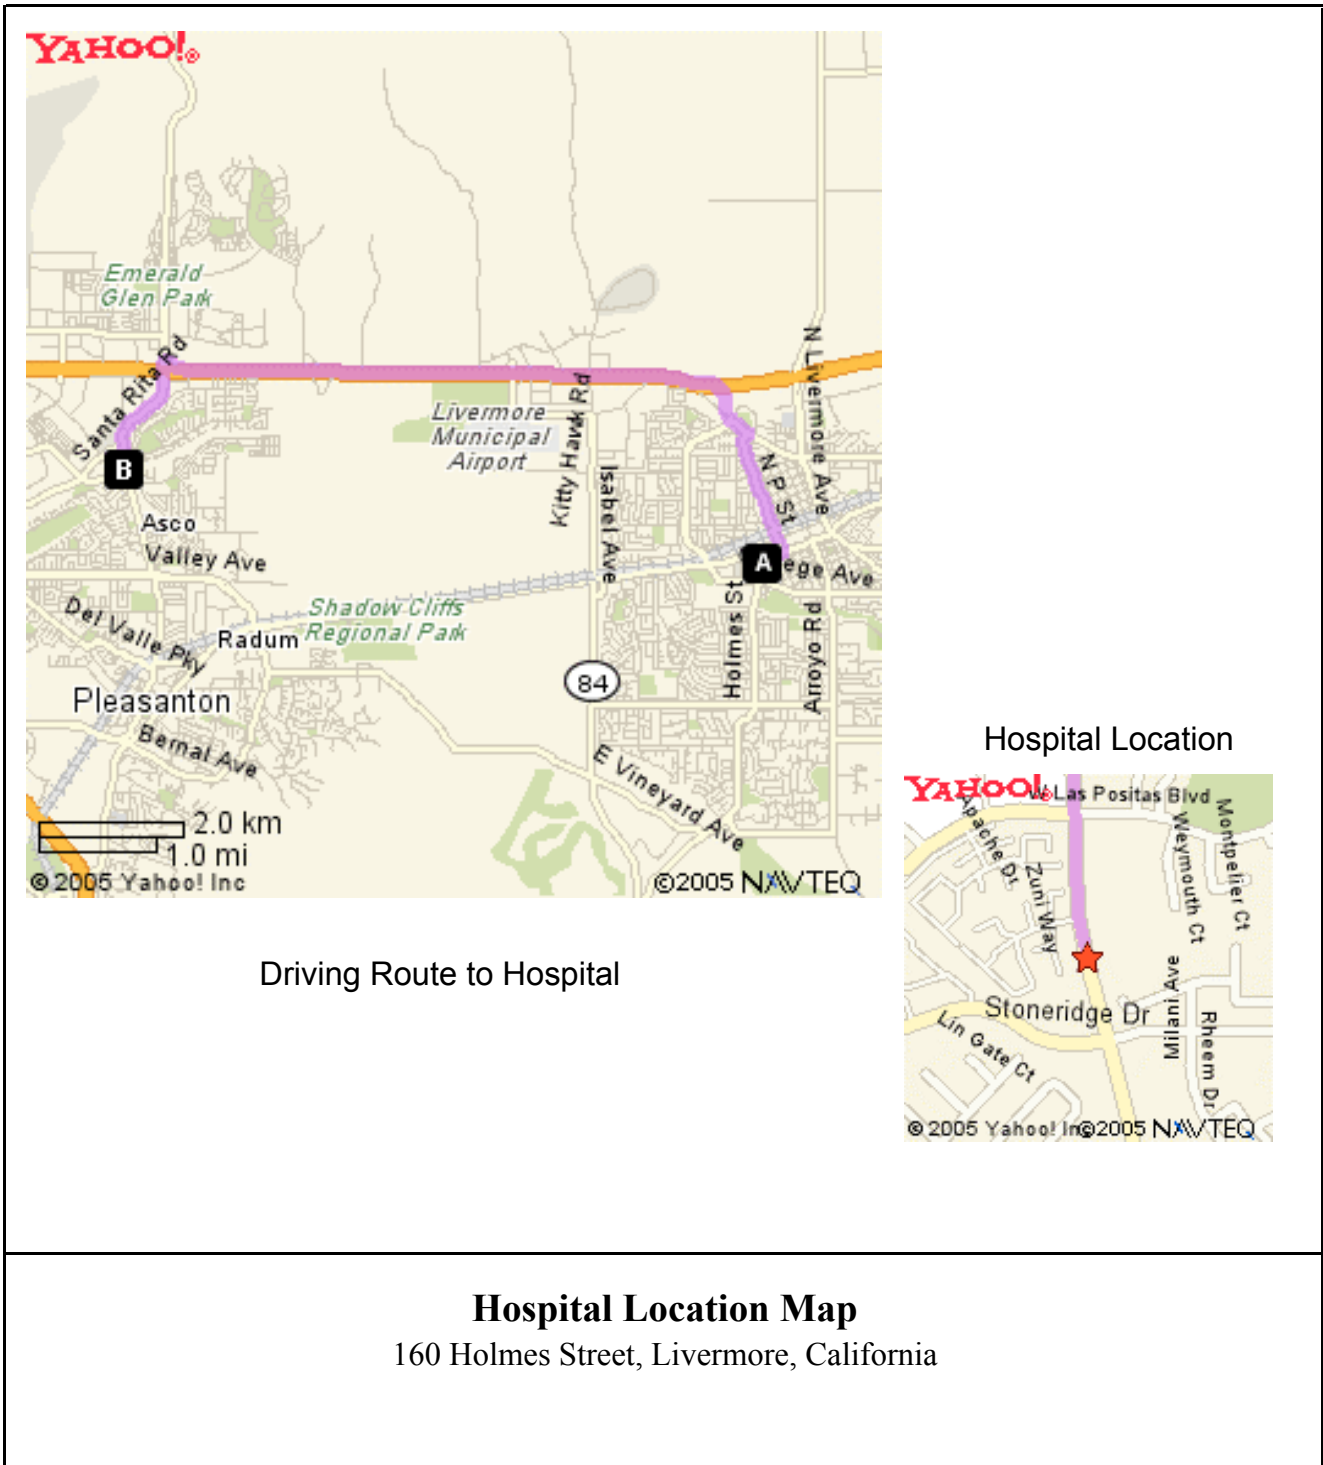 YAHOO!®
Emerald
Glen Park
Santa Rita Rd
N Livermore Ave
Livermore
Municipal
Airport
Kitty Hawk Rd
Isabel Ave
N P St
B
Asco
Valley Ave
A
ege Ave
Holmes St
Arroyo Rd
Shadow Cliffs
Regional Park
Del Valle Pky
Radum
84
Pleasanton
Bernal Ave
E Vineyard Ave
2.0 km
1.0 mi
© 2005 Yahoo! Inc
©2005 NAVTEQ
Hospital Location
YAHOO!®
W Las Positas Blvd
Apache Dr
Zuni Way
Weymouth Ct
Montpelier Ct
Milani Ave
Stoneridge Dr
Rheem Dr
Lin Gate Ct
© 2005 Yahoo! In
©2005 NAVTEQ
Driving Route to Hospital
Hospital Location Map
160 Holmes Street, Livermore, California